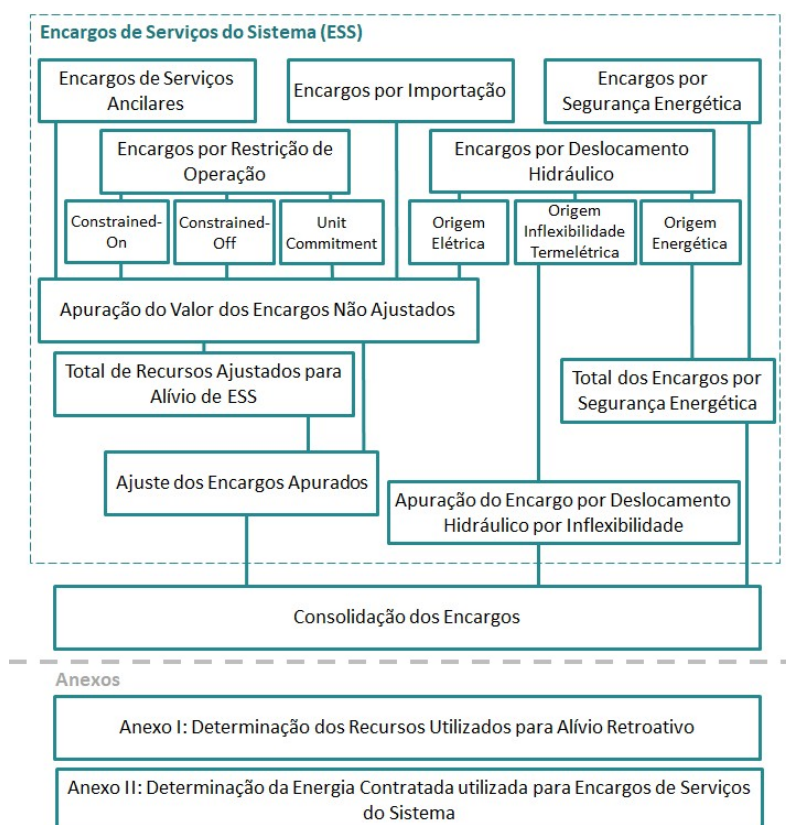 Encargos de Serviços do Sistema (ESS)
Encargos de Serviços
Ancilares
Encargos por Importação
Encargos por
Segurança Energética
Encargos por Restrição de
Operação
Encargos por Deslocamento
Hidráulico
Constrained-
On
Constrained-
Off
Unit
Commitment
Origem
Elétrica
Origem
Inflexibilidade
Termelétrica
Origem
Energética
Apuração do Valor dos Encargos Não Ajustados
Total de Recursos Ajustados para
Alívio de ESS
Total dos Encargos por
Segurança Energética
Ajuste dos Encargos Apurados
Apuração do Encargo por Deslocamento
Hidráulico por Inflexibilidade
Consolidação dos Encargos
Anexos
Anexo I: Determinação dos Recursos Utilizados para Alívio Retroativo
Anexo II: Determinação da Energia Contratada utilizada para Encargos de Serviços
do Sistema